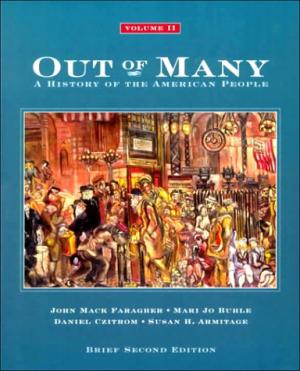 VOLUME II
OUT OF MANY
A HISTORY OF THE AMERICAN PEOPLE
JOHN MACK FARAGHER • MARI JO BUHLE
DANIEL CZITROM • SUSAN H. ARMITAGE
BRIEF SECOND EDITION